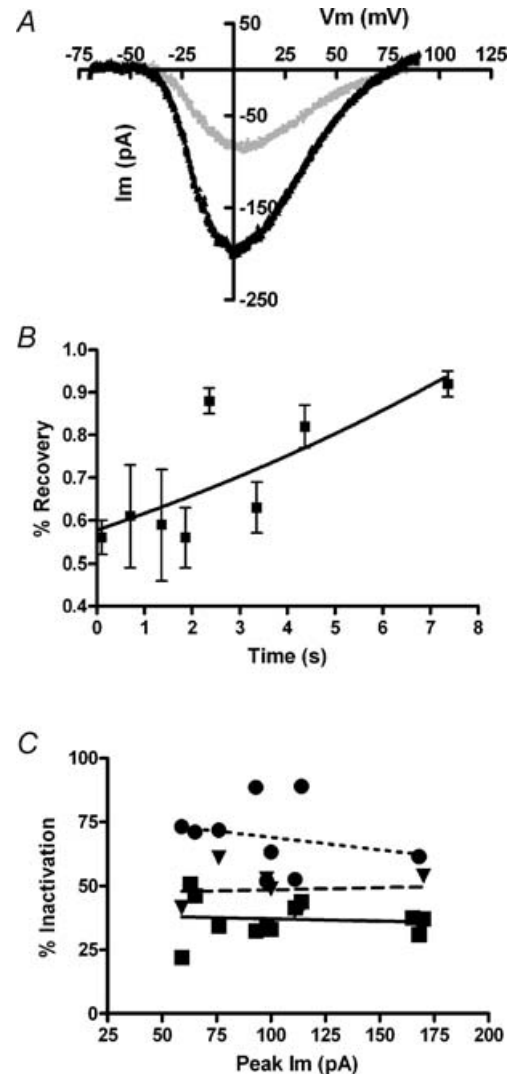 A
Vm (mV)
-75 -50 -25 25 50 75 100 125
-50
-50
-150
-250
Im (pA)
B
% Recovery
1.0
0.9
0.8
0.7
0.6
0.5
0.4
0 1 2 3 4 5 6 7 8
Time (s)
C
% Inactivation
100
75
50
25
0
25 50 75 100 125 150 175 200
Peak Im (pA)